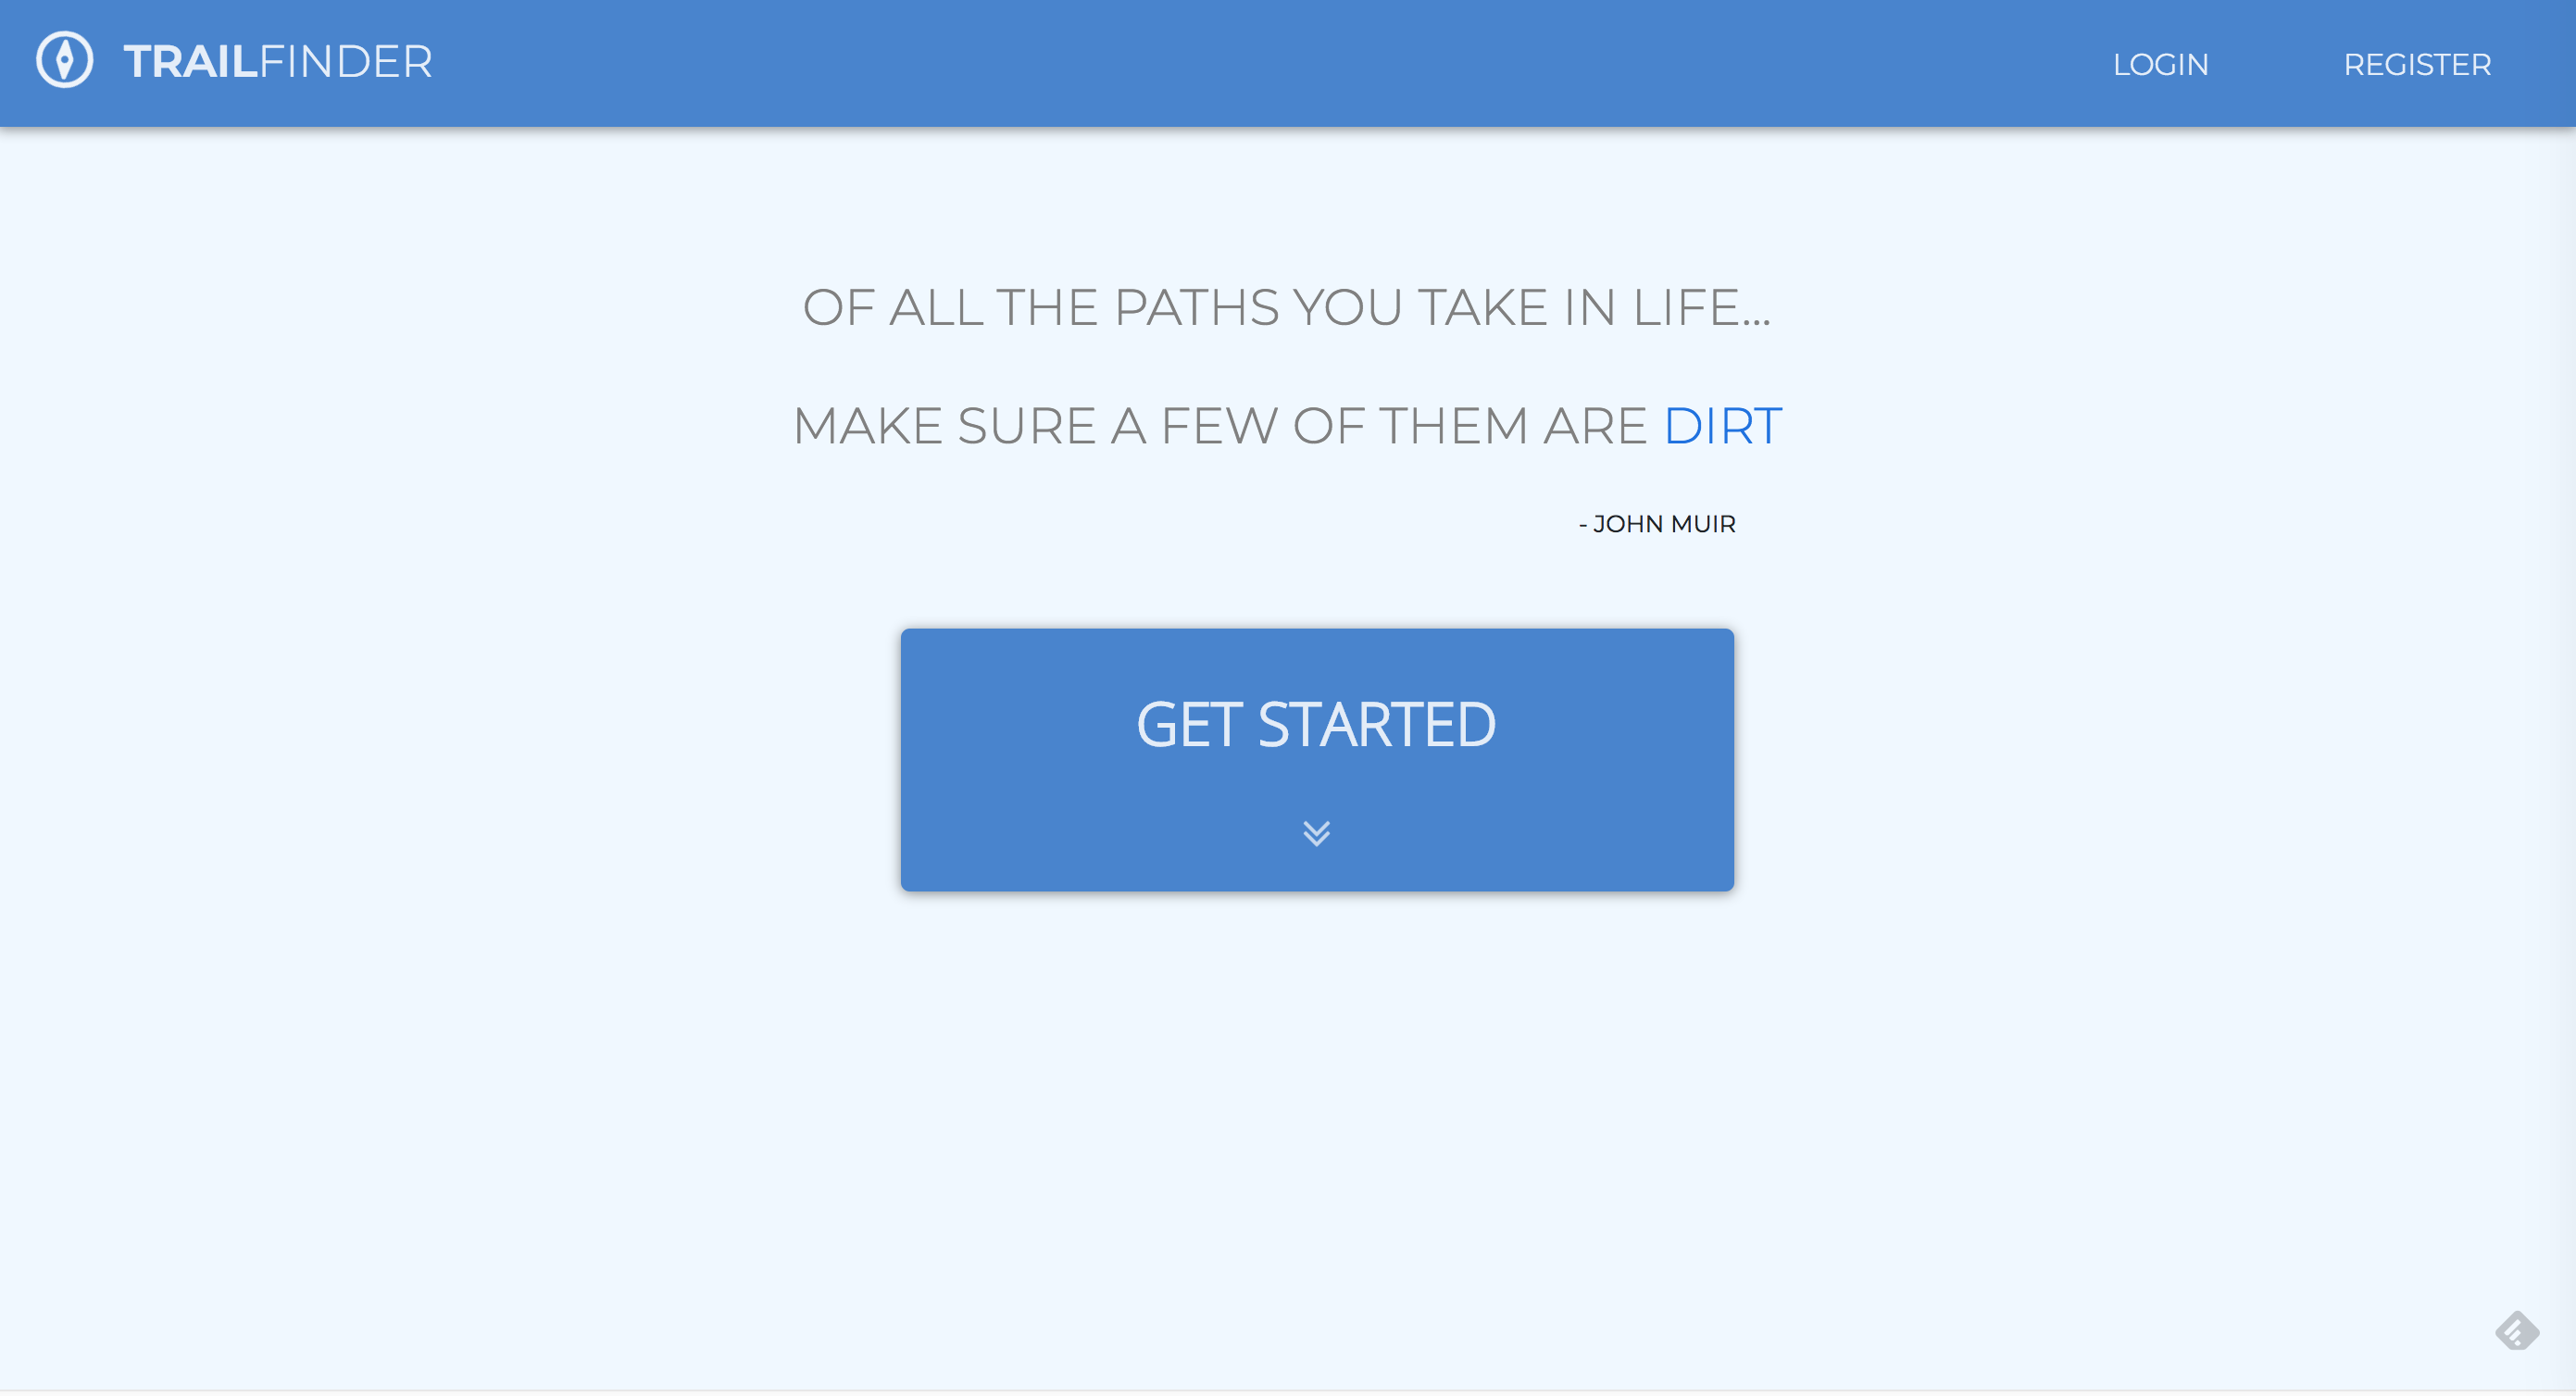 TRAILFINDER
LOGIN
REGISTER
OF ALL THE PATHS YOU TAKE IN LIFE...
MAKE SURE A FEW OF THEM ARE DIRT
- JOHN MUIR
GET STARTED